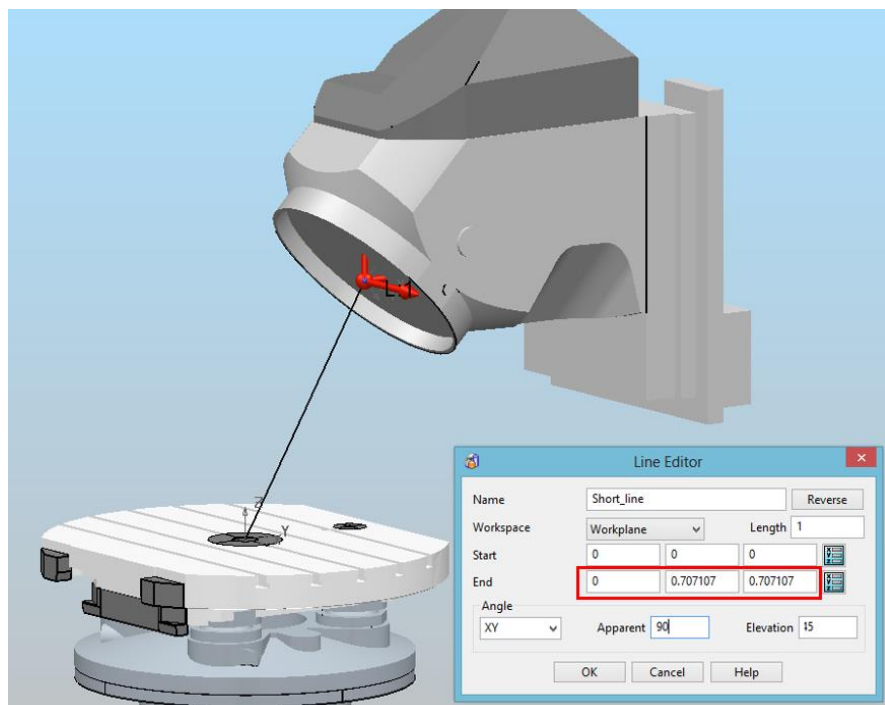 Z
Y
Line Editor
Name Short_line Reverse
Workspace Workplane Length 1
Start 0 0 0
End 0 0.707107 0.707107
Angle
XY Apparent 90 Elevation 45
OK Cancel Help